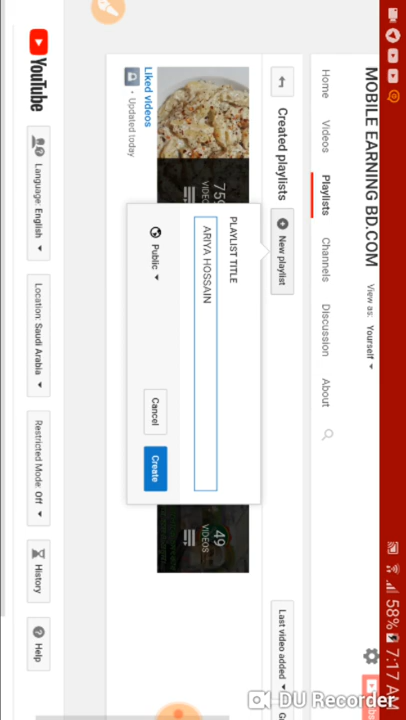 58% 7:17 AM
MOBILE EARNING BD.COM
View as: Yourself
Home Videos Playlists Channels Discussion About
Created playlists
New playlist
Last video added
PLAYLIST TITLE
ARIYA HOSSAIN
Public
Cancel
Create
VIDEOS
49
VIDEOS
Liked videos
• Updated today
YouTube
Language: English
Location: Saudi Arabia
Restricted Mode: Off
History
Help
DU Recorder